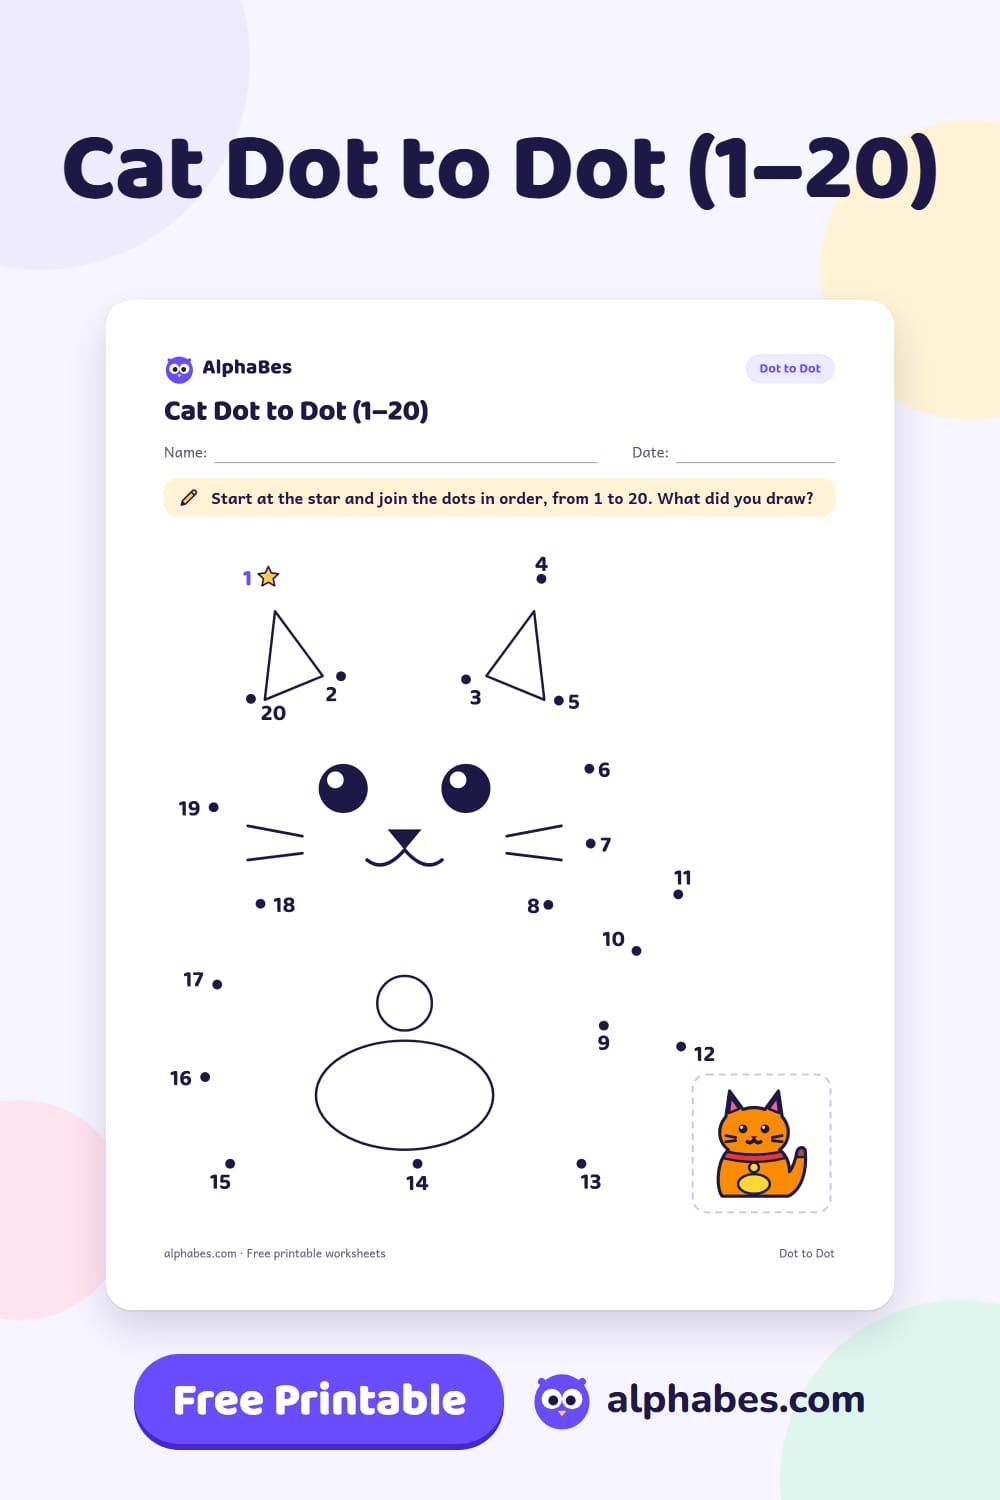 Cat Dot to Dot (1–20)
AlphaBes
Dot to Dot
Cat Dot to Dot (1–20)
Name:
Date:
Start at the star and join the dots in order, from 1 to 20. What did you draw?
4
1
2
3
5
20
6
19
7
11
18
8
10
17
9
12
16
15
14
13
alphabes.com · Free printable worksheets
Dot to Dot
Free Printable
alphabes.com